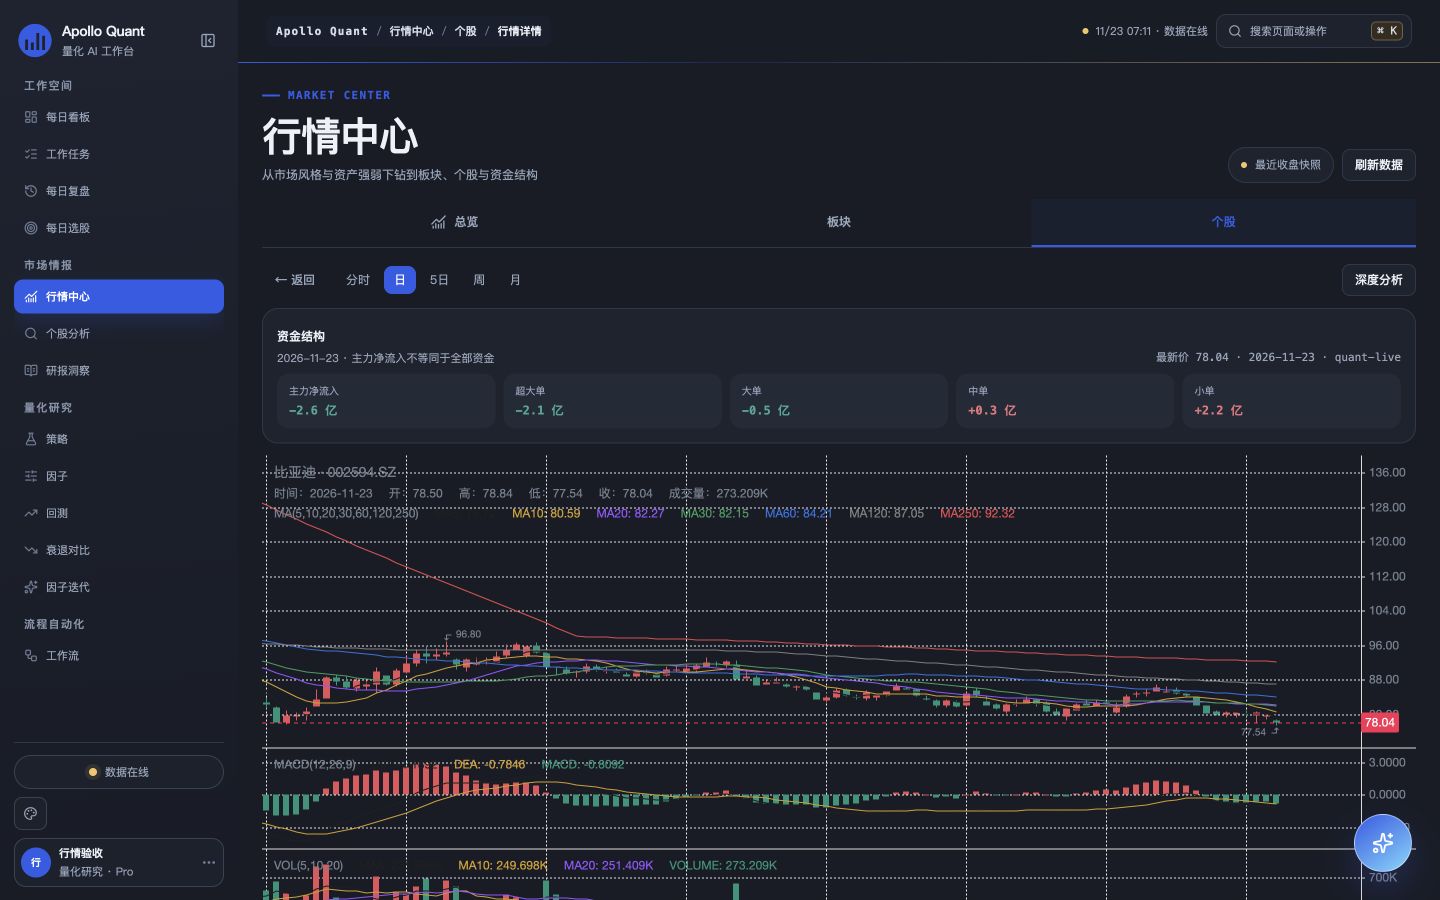 Apollo Quant
量化 AI 工作台
工作空间
每日看板
工作任务
每日复盘
每日选股
市场情报
行情中心
个股分析
研报洞察
量化研究
策略
因子
回测
衰退对比
因子迭代
流程自动化
工作流
数据在线
行
行情验收
量化研究 · Pro
Apollo Quant / 行情中心 / 个股 / 行情详情
11/23 07:11 · 数据在线
搜索页面或操作
⌘ K
MARKET CENTER
行情中心
从市场风格与资产强弱下钻到板块、个股与资金结构
最近收盘快照
刷新数据
总览
板块
个股
← 返回
分时
日
5日
周
月
深度分析
资金结构
2026-11-23 · 主力净流入不等同于全部资金
最新价 78.04 · 2026-11-23 · quant-live
主力净流入
-2.6 亿
超大单
-2.1 亿
大单
-0.5 亿
中单
+0.3 亿
小单
+2.2 亿
比亚迪 · 002594.SZ
时间: 2026-11-23 开: 78.50 高: 78.84 低: 77.54 收: 78.04 成交量: 273.209K
MA(5,10,20,30,60,120,250) MA10: 80.59 MA20: 82.27 MA30: 82.15 MA60: 84.21 MA120: 87.05 MA250: 92.32
136.00
128.00
120.00
112.00
104.00
96.00
88.00
78.04
96.80
77.54
MACD(12,26,9) DEA: -0.7846 MACD: -0.8092
3.0000
0.0000
VOL(5,10,20) MA10: 249.698K MA20: 251.409K VOLUME: 273.209K
700K